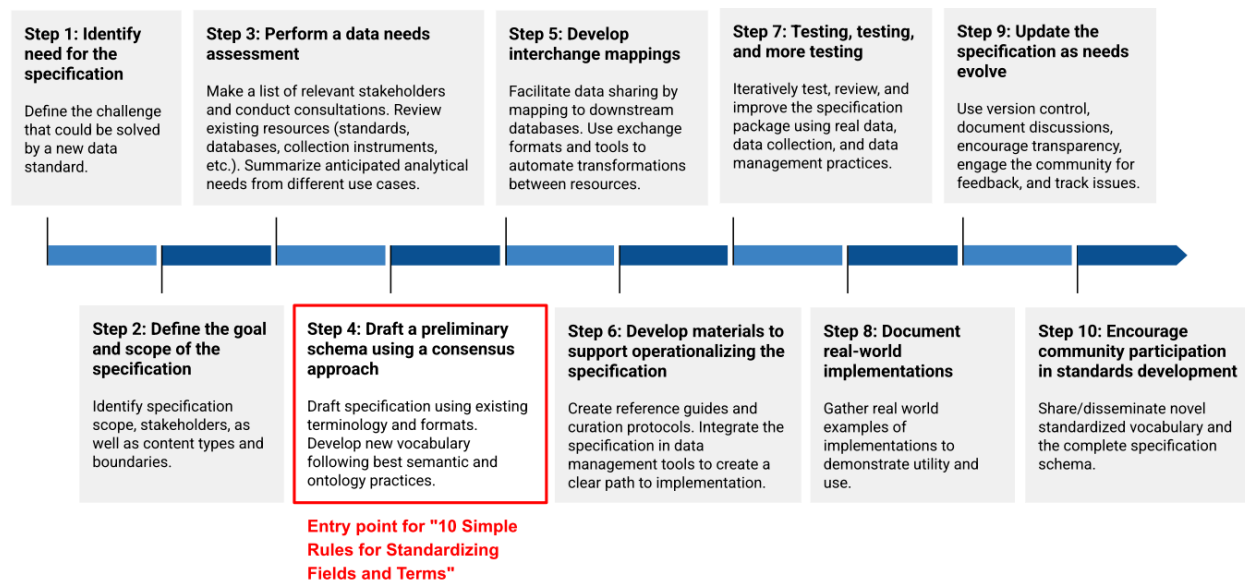 Step 1: Identify
need for the
specification
Define the challenge
that could be solved
by a new data
standard.
Step 3: Perform a data needs
assessment
Make a list of relevant stakeholders
and conduct consultations. Review
existing resources (standards,
databases, collection instruments,
etc.). Summarize anticipated analytical
needs from different use cases.
Step 5: Develop
interchange mappings
Facilitate data sharing by
mapping to downstream
databases. Use exchange
formats and tools to
automate transformations
between resources.
Step 7: Testing, testing,
and more testing
Iteratively test, review, and
improve the specification
package using real data,
data collection, and data
management practices.
Step 9: Update the
specification as needs
evolve
Use version control,
document discussions,
encourage transparency,
engage the community for
feedback, and track issues.
Step 2: Define the goal
and scope of the
specification
Identify specification
scope, stakeholders, as
well as content types and
boundaries.
Step 4: Draft a preliminary
schema using a consensus
approach
Draft specification using existing
terminology and formats.
Develop new vocabulary
following best semantic and
ontology practices.
Entry point for "10 Simple
Rules for Standardizing
Fields and Terms"
Step 6: Develop materials to
support operationalizing the
specification
Create reference guides and
curation protocols. Integrate the
specification in data
management tools to create a
clear path to implementation.
Step 8: Document
real-world
implementations
Gather real world
examples of
implementations to
demonstrate utility and
use.
Step 10: Encourage
community participation
in standards development
Share/disseminate novel
standardized vocabulary and
the complete specification
schema.